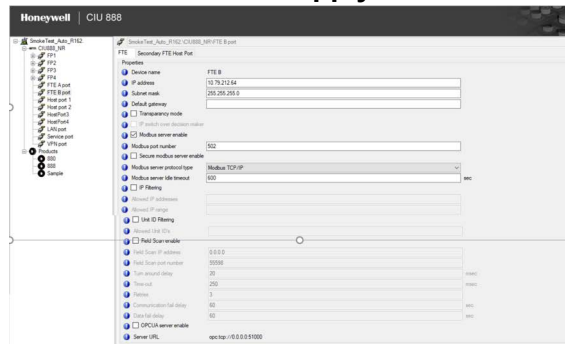 Honeywell | CIU 888
SmokeTest_Auto_R162
CIU888_NR
FP1
FP2
FP3
FP4
FTE A port
FTE B port
Host port 1
Host port 2
HostPort3
HostPort4
LAN port
Service port
VPN port
Products
800
888
Sample
SmokeTest_Auto_R162.\CIU888_NR\FTE B port
FTE Secondary FTE Host Port
Properties
Device name FTE B
IP address 10.79.212.64
Subnet mask 255.255.255.0
Default gateway
Transparancy mode
IP switch over decision maker
Modbus server enable
Modbus port number 502
Secure modbus server enable
Modbus server protocol type Modbus TCP/IP
Modbus server Idle timeout 600 sec
IP Filtering
Allowed IP addresses
Allowed IP range
Unit ID Filtering
Allowed Unit ID's
Field Scan enable
Field Scan IP address 0.0.0.0
Field Scan port number 55590
Turn around delay 20 msec
Time out 250 msec
Retries 3
Communication fail delay 60 sec
Data fail delay 60 sec
OPCUA server enable
Server URL opc.tcp://0.0.0.0:51000